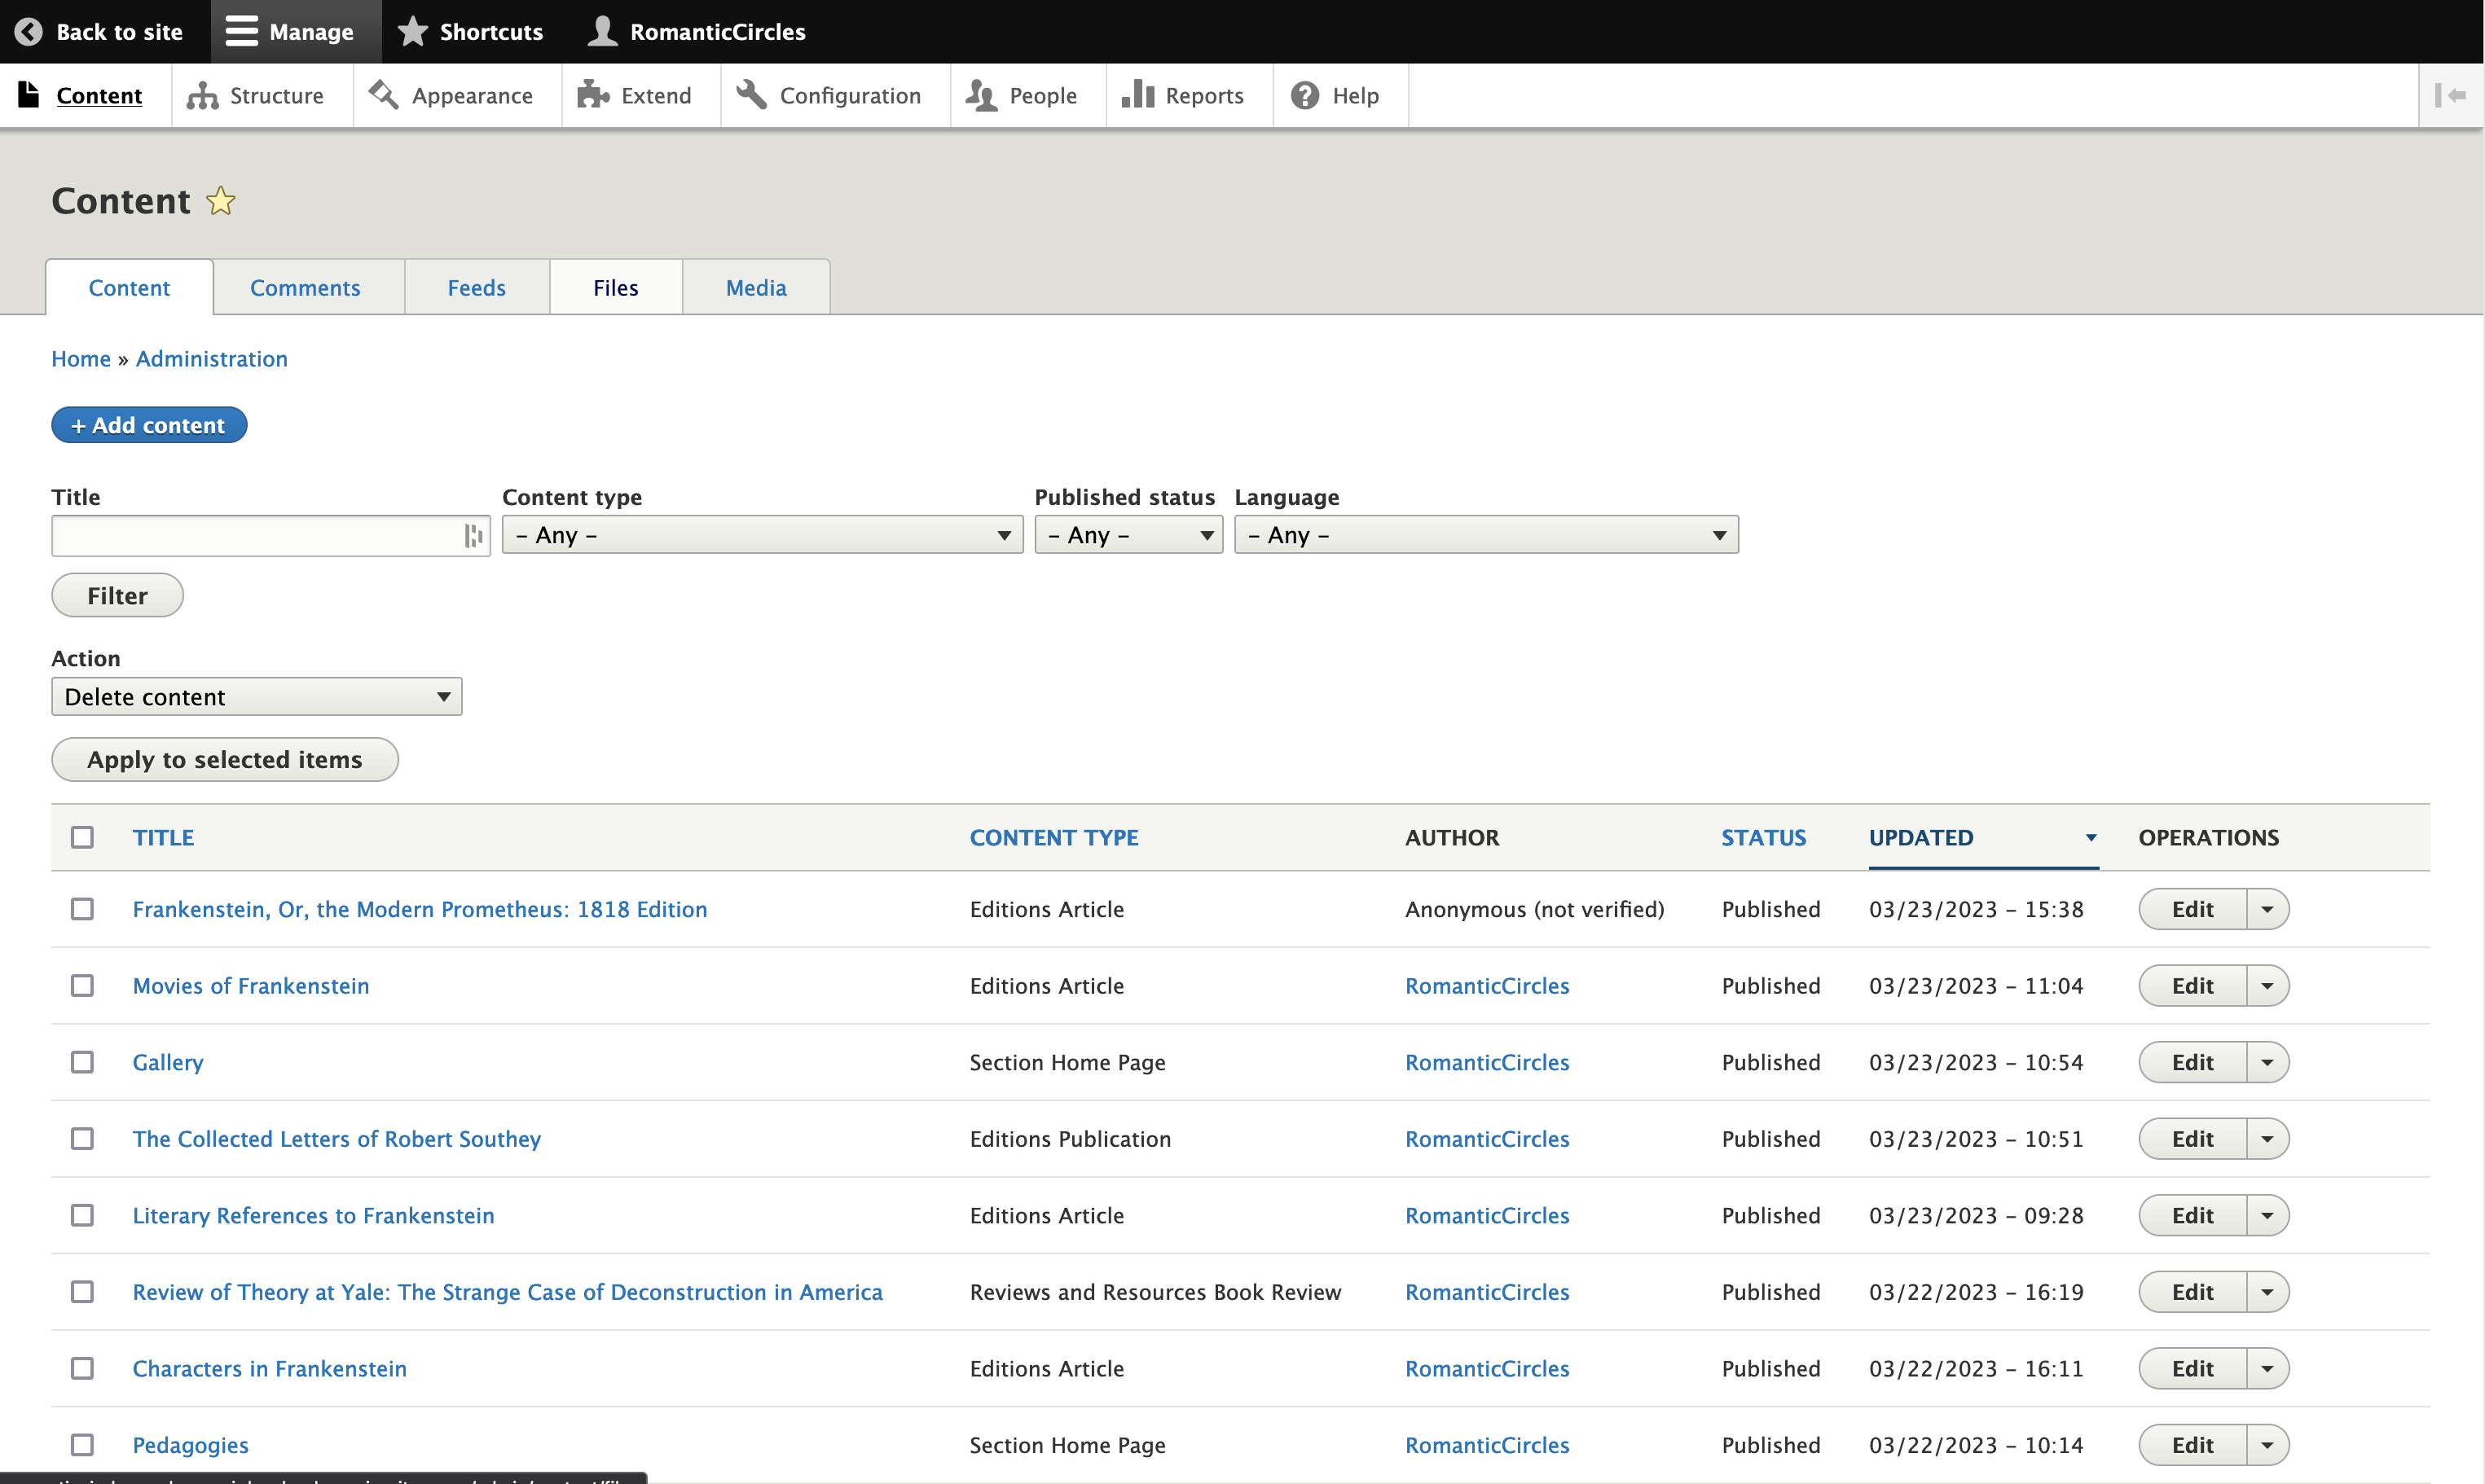 Back to site Manage Shortcuts RomanticCircles
Content Structure Appearance Extend Configuration People Reports Help
Content
Content Comments Feeds Files Media
Home » Administration
+ Add content
Title Content type Published status Language
- Any - - Any - - Any -
Filter
Action
Delete content
Apply to selected items
TITLE CONTENT TYPE AUTHOR STATUS UPDATED OPERATIONS
Frankenstein, Or, the Modern Prometheus: 1818 Edition Editions Article Anonymous (not verified) Published 03/23/2023 - 15:38 Edit
Movies of Frankenstein Editions Article RomanticCircles Published 03/23/2023 - 11:04 Edit
Gallery Section Home Page RomanticCircles Published 03/23/2023 - 10:54 Edit
The Collected Letters of Robert Southey Editions Publication RomanticCircles Published 03/23/2023 - 10:51 Edit
Literary References to Frankenstein Editions Article RomanticCircles Published 03/23/2023 - 09:28 Edit
Review of Theory at Yale: The Strange Case of Deconstruction in America Reviews and Resources Book Review RomanticCircles Published 03/22/2023 - 16:19 Edit
Characters in Frankenstein Editions Article RomanticCircles Published 03/22/2023 - 16:11 Edit
Pedagogies Section Home Page RomanticCircles Published 03/22/2023 - 10:14 Edit